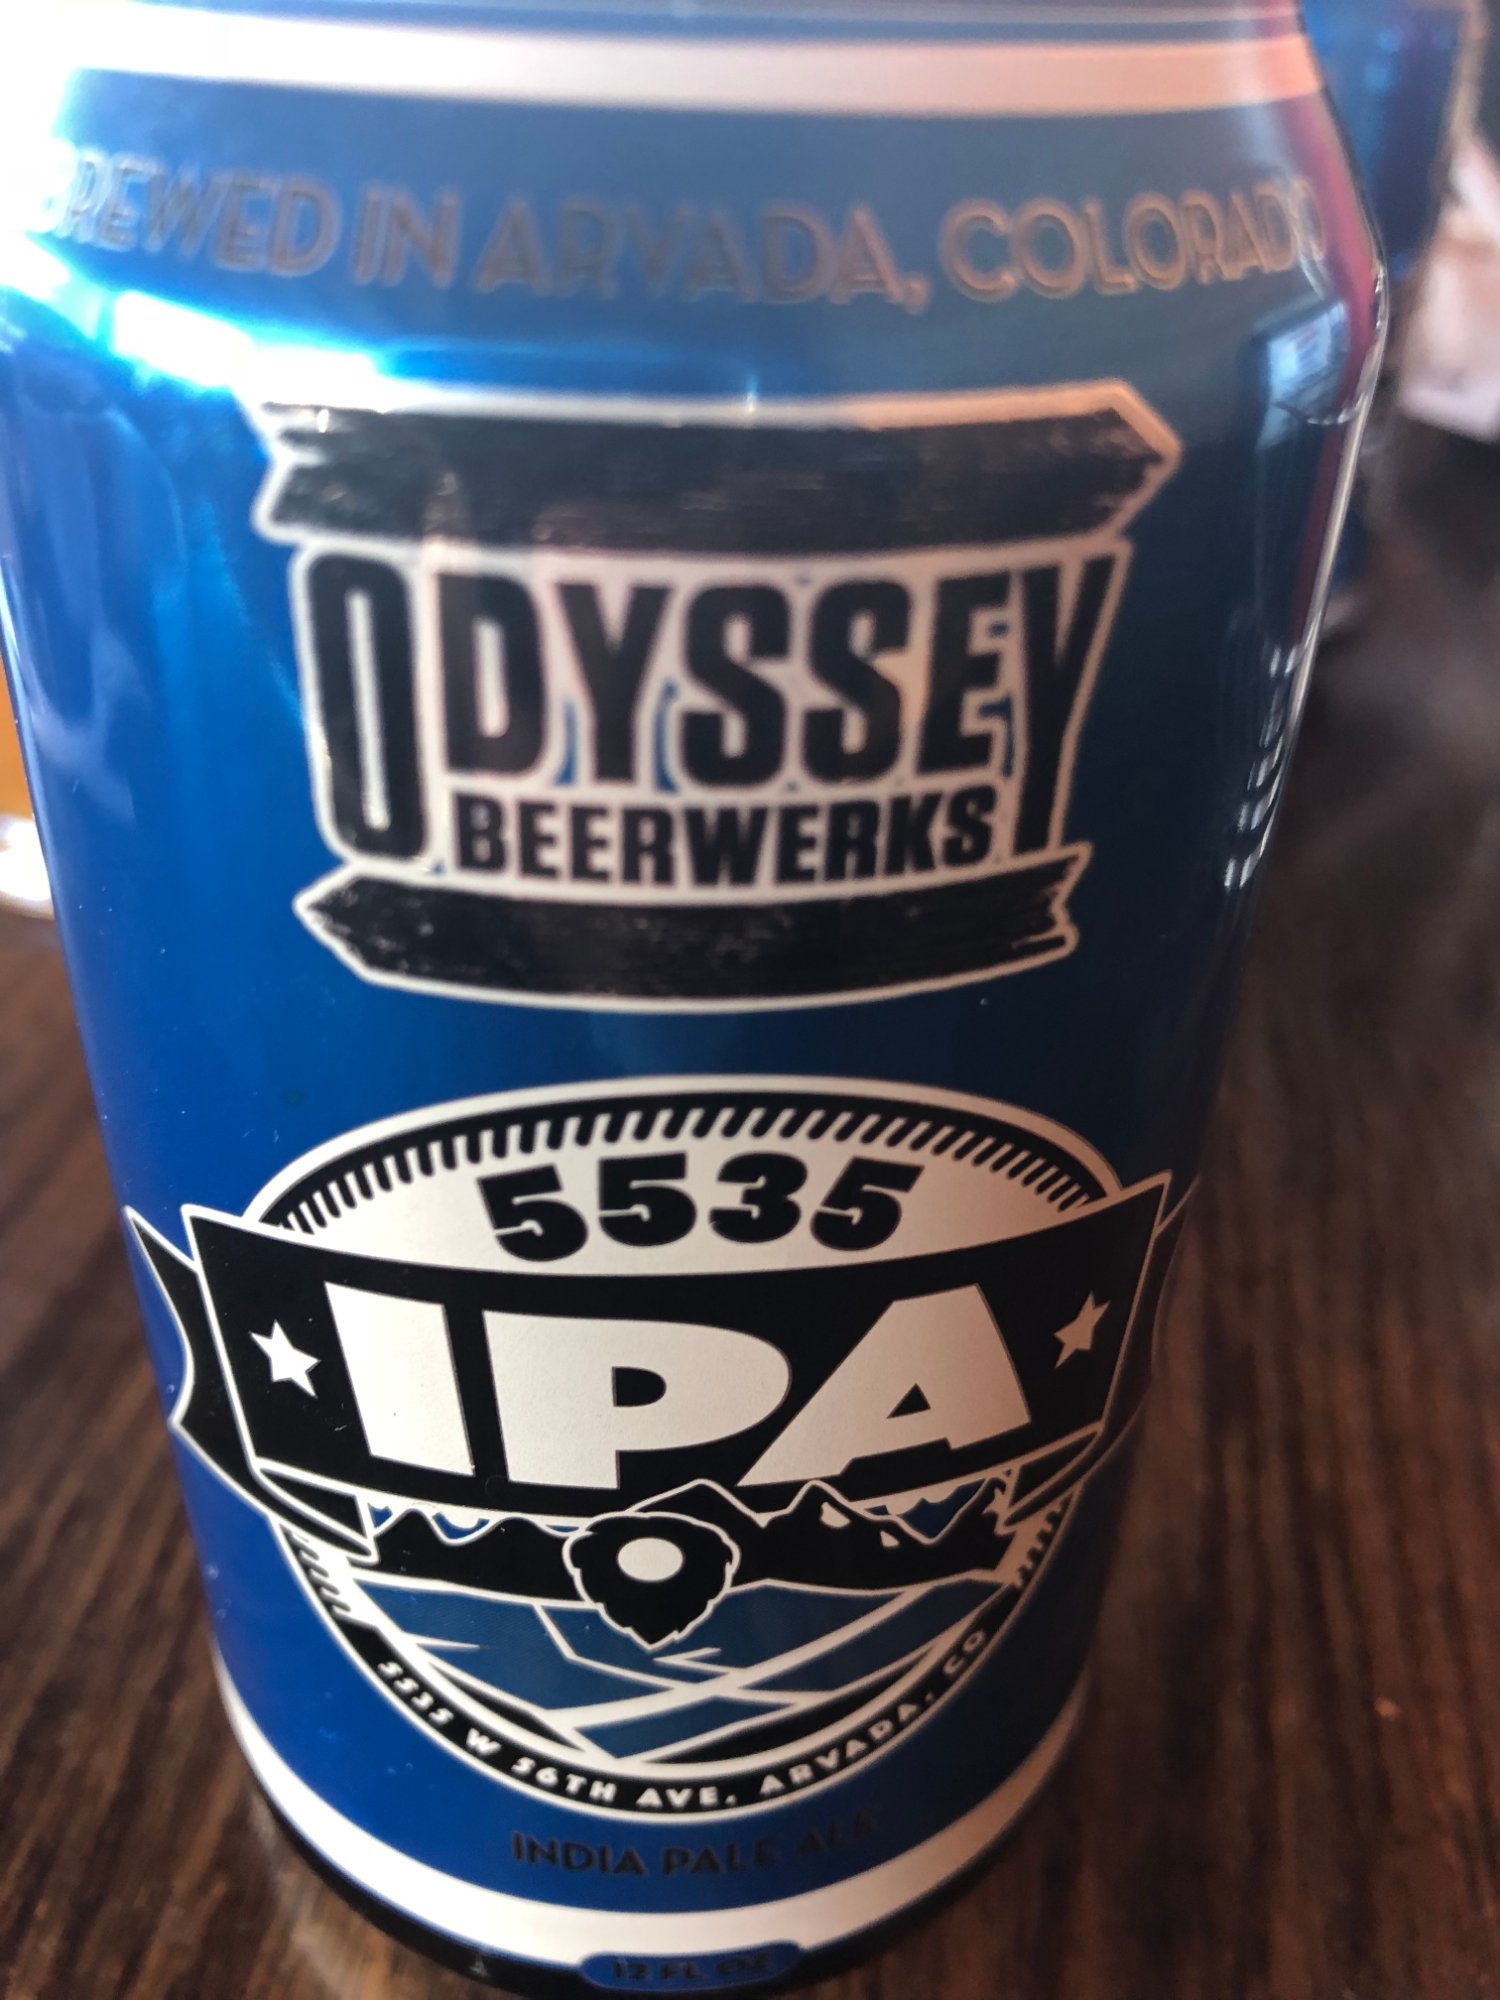 BREWED IN ARVADA, COLORADO
ODYSSEY
BEERWERKS
5535
IPA
5535 W 56TH AVE, ARVADA, CO
INDIA PALE ALE
12 FL OZ